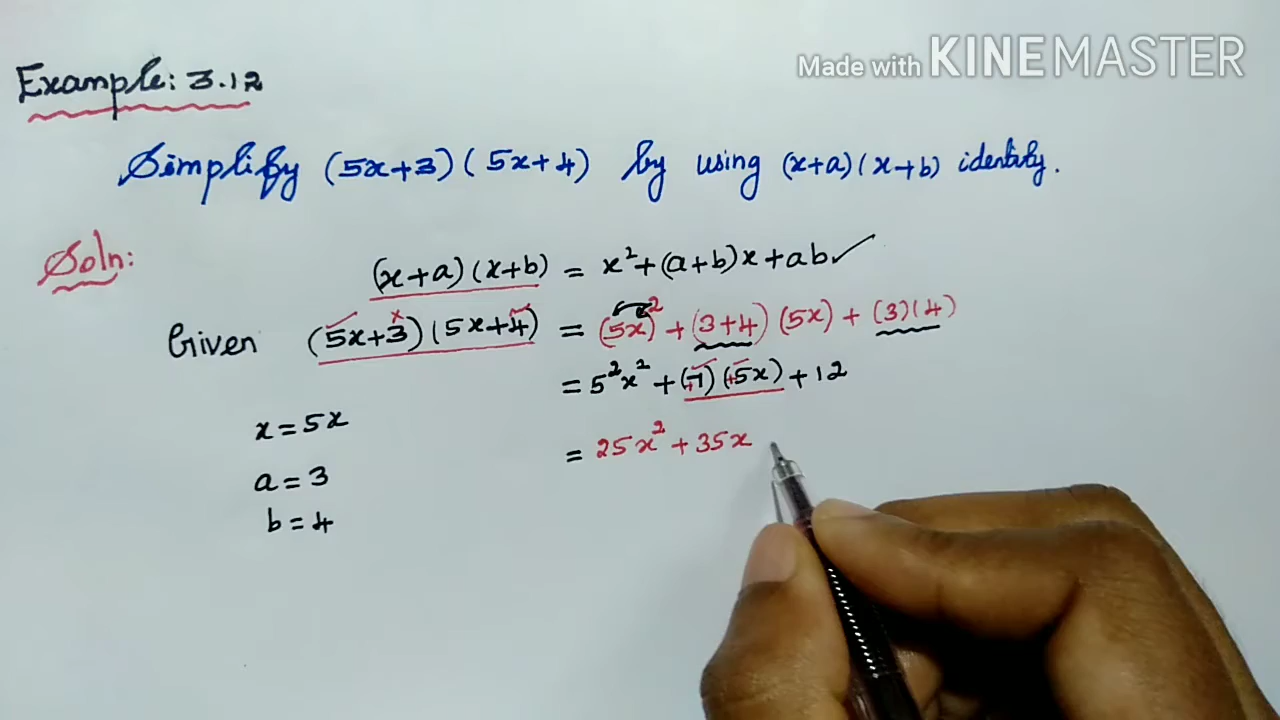 Made with KINEMASTER
Example: 3.12
Simplify (5x+3)(5x+4) by using (x+a)(x+b) identity.
Soln:
(x+a)(x+b) = x²+(a+b)x+ab✓
Given (5x+3)(5x+4) = (5x)²+(3+4)(5x)+(3)(4)
= 5²x²+(7)(5x)+12
x=5x
= 25x²+35x
a=3
b=4